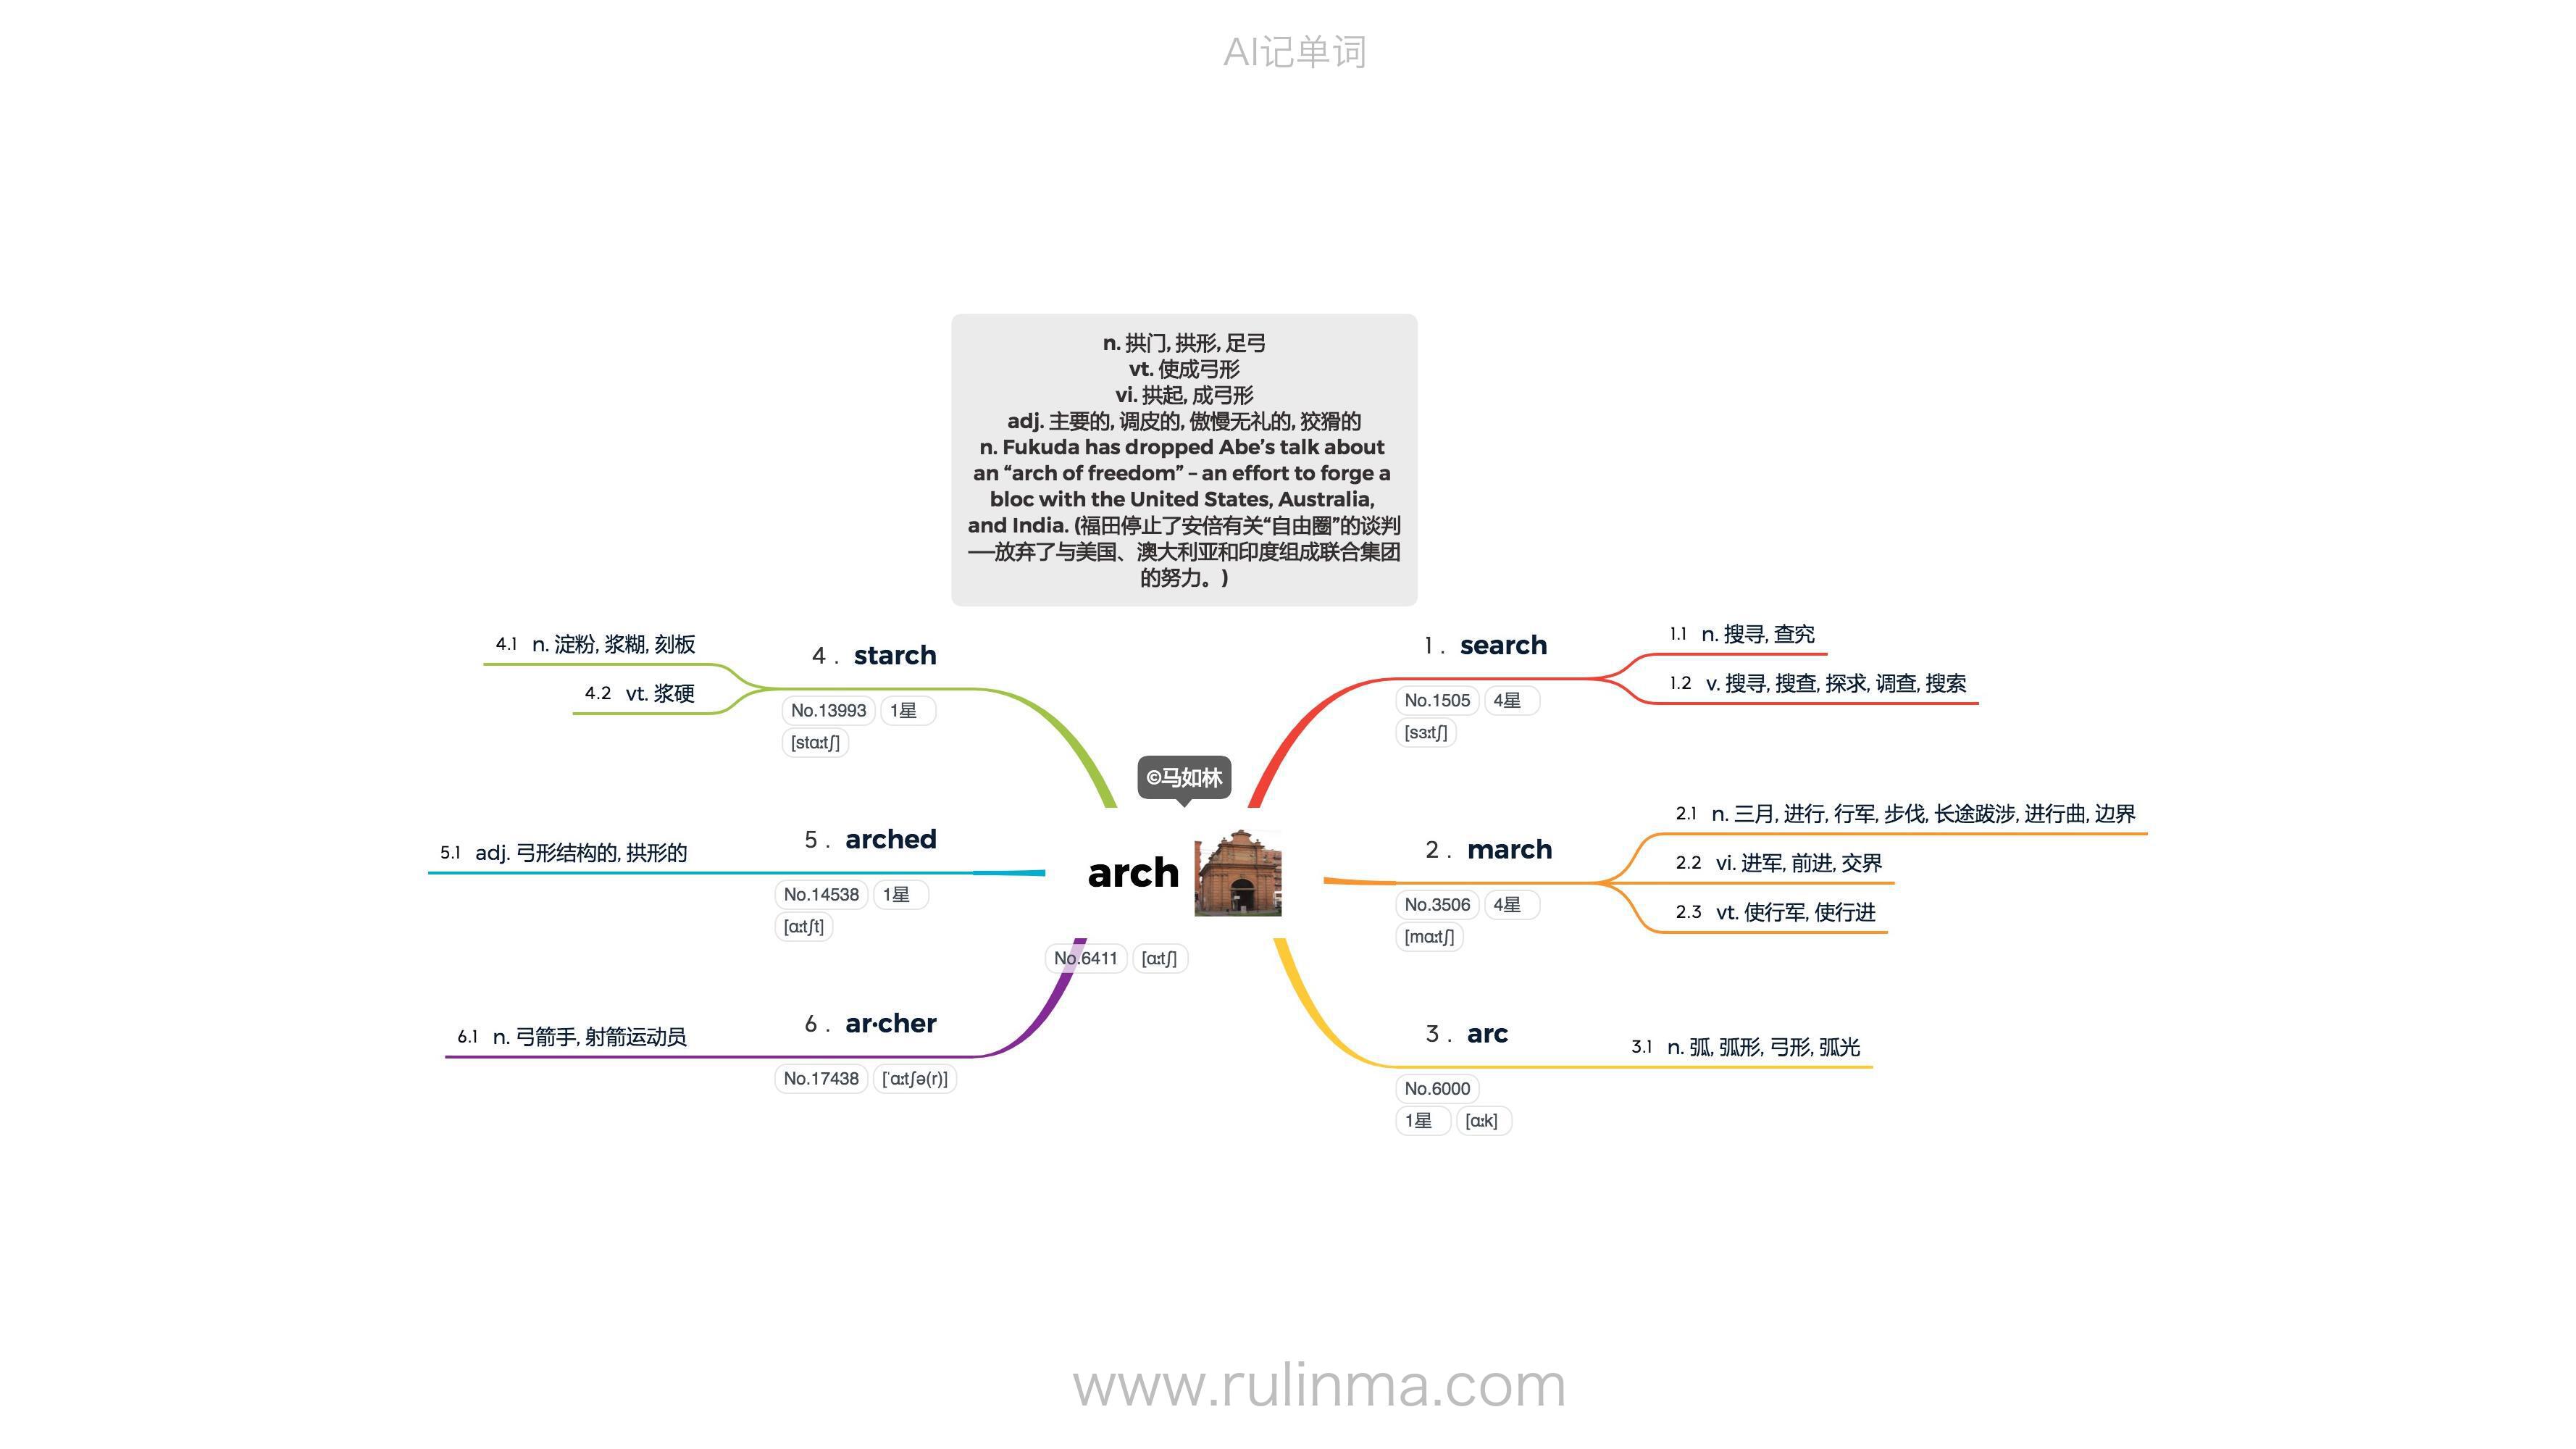 AI记单词
n. 拱门, 拱形, 足弓
vt. 使成弓形
vi. 拱起, 成弓形
adj. 主要的, 调皮的, 傲慢无礼的, 狡猾的
n. Fukuda has dropped Abe’s talk about
an “arch of freedom” – an effort to forge a
bloc with the United States, Australia,
and India. (福田停止了安倍有关“自由圈”的谈判
──放弃了与美国、澳大利亚和印度组成联合集团
的努力。)
©马如林
arch
No.6411 [ɑːtʃ]
1 . search
No.1505 4星
[sɜːtʃ]
1.1 n. 搜寻, 查究
1.2 v. 搜寻, 搜查, 探求, 调查, 搜索
2 . march
No.3506 4星
[mɑːtʃ]
2.1 n. 三月, 进行, 行军, 步伐, 长途跋涉, 进行曲, 边界
2.2 vi. 进军, 前进, 交界
2.3 vt. 使行军, 使行进
3 . arc
No.6000
1星 [ɑːk]
3.1 n. 弧, 弧形, 弓形, 弧光
4 . starch
No.13993 1星
[stɑːtʃ]
4.1 n. 淀粉, 浆糊, 刻板
4.2 vt. 浆硬
5 . arched
No.14538 1星
[ɑːtʃt]
5.1 adj. 弓形结构的, 拱形的
6 . ar·cher
No.17438 [ˈɑːtʃə(r)]
6.1 n. 弓箭手, 射箭运动员
www.rulinma.com